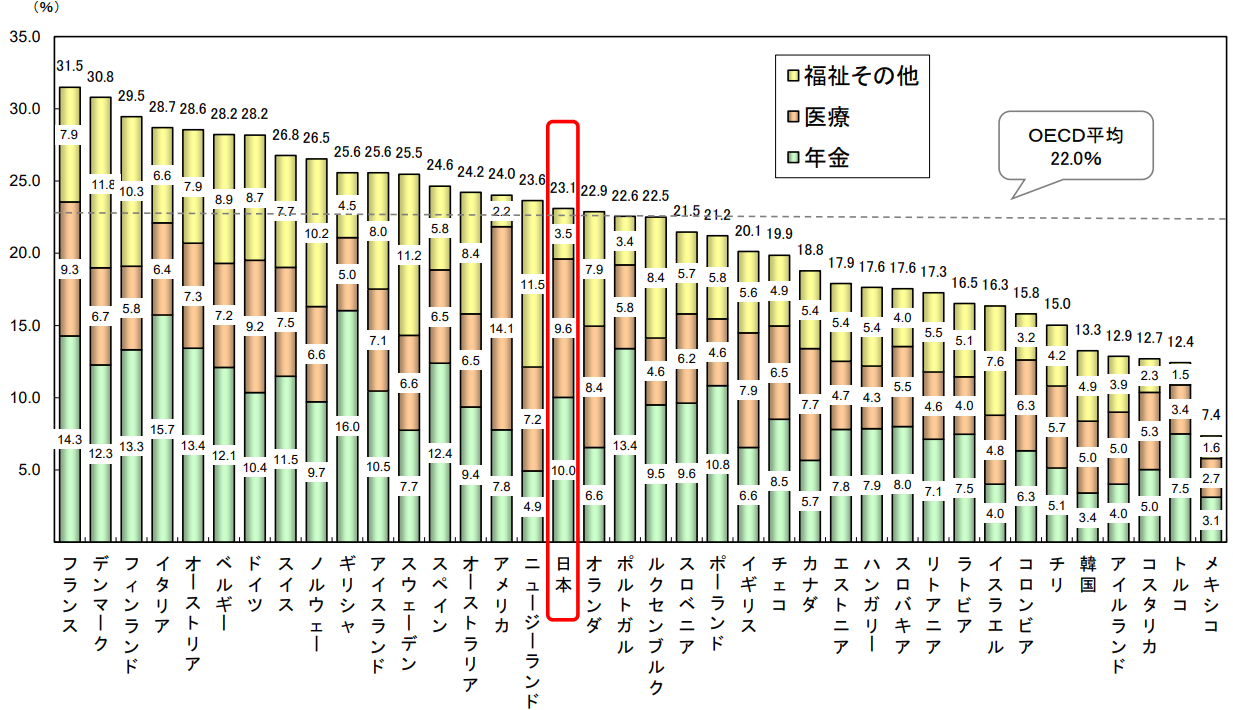 （%）
35.0
30.0
25.0
20.0
15.0
10.0
5.0
福祉その他
医療
年金
OECD平均
22.0%
31.5 30.8 29.5 28.7 28.6 28.2 28.2 26.8 26.5 25.6 25.6 25.5 24.6 24.2 24.0 23.6 23.1 22.9 22.6 22.5 21.5 21.2 20.1 19.9 18.8 17.9 17.6 17.6 17.3 16.5 16.3 15.8 15.0 13.3 12.9 12.7 12.4 7.4
7.9 11.8 10.3 6.6 7.9 8.9 8.7 7.7 10.2 4.5 8.0 11.2 5.8 8.4 2.2 11.5 3.5 7.9 3.4 8.4 5.7 5.8 5.6 4.9 5.4 5.4 5.4 4.0 5.5 5.1 7.6 3.2 4.2 4.9 3.9 2.3 1.5 1.6
9.3 6.7 5.8 6.4 7.3 7.2 9.2 7.5 6.6 5.0 7.1 6.6 6.5 6.5 14.1 7.2 9.6 8.4 5.8 4.6 6.2 4.6 7.9 6.5 7.7 4.7 4.3 5.5 4.6 4.0 4.8 6.3 5.7 5.0 5.0 5.3 3.4 2.7
14.3 12.3 13.3 15.7 13.4 12.1 10.4 11.5 9.7 16.0 10.5 7.7 12.4 9.4 7.8 4.9 10.0 6.6 13.4 9.5 9.6 10.8 6.6 8.5 5.7 7.8 7.9 8.0 7.1 7.5 4.0 6.3 5.1 3.4 4.0 5.0 7.5 3.1
フランス
デンマーク
フィンランド
イタリア
オーストリア
ベルギー
ドイツ
スイス
ノルウェー
ギリシャ
アイスランド
スウェーデン
スペイン
オーストラリア
アメリカ
ニュージーランド
日本
オランダ
ポルトガル
ルクセンブルク
スロベニア
ポーランド
イギリス
チェコ
カナダ
エストニア
ハンガリー
スロバキア
リトアニア
ラトビア
イスラエル
コロンビア
チリ
韓国
アイルランド
コスタリカ
トルコ
メキシコ